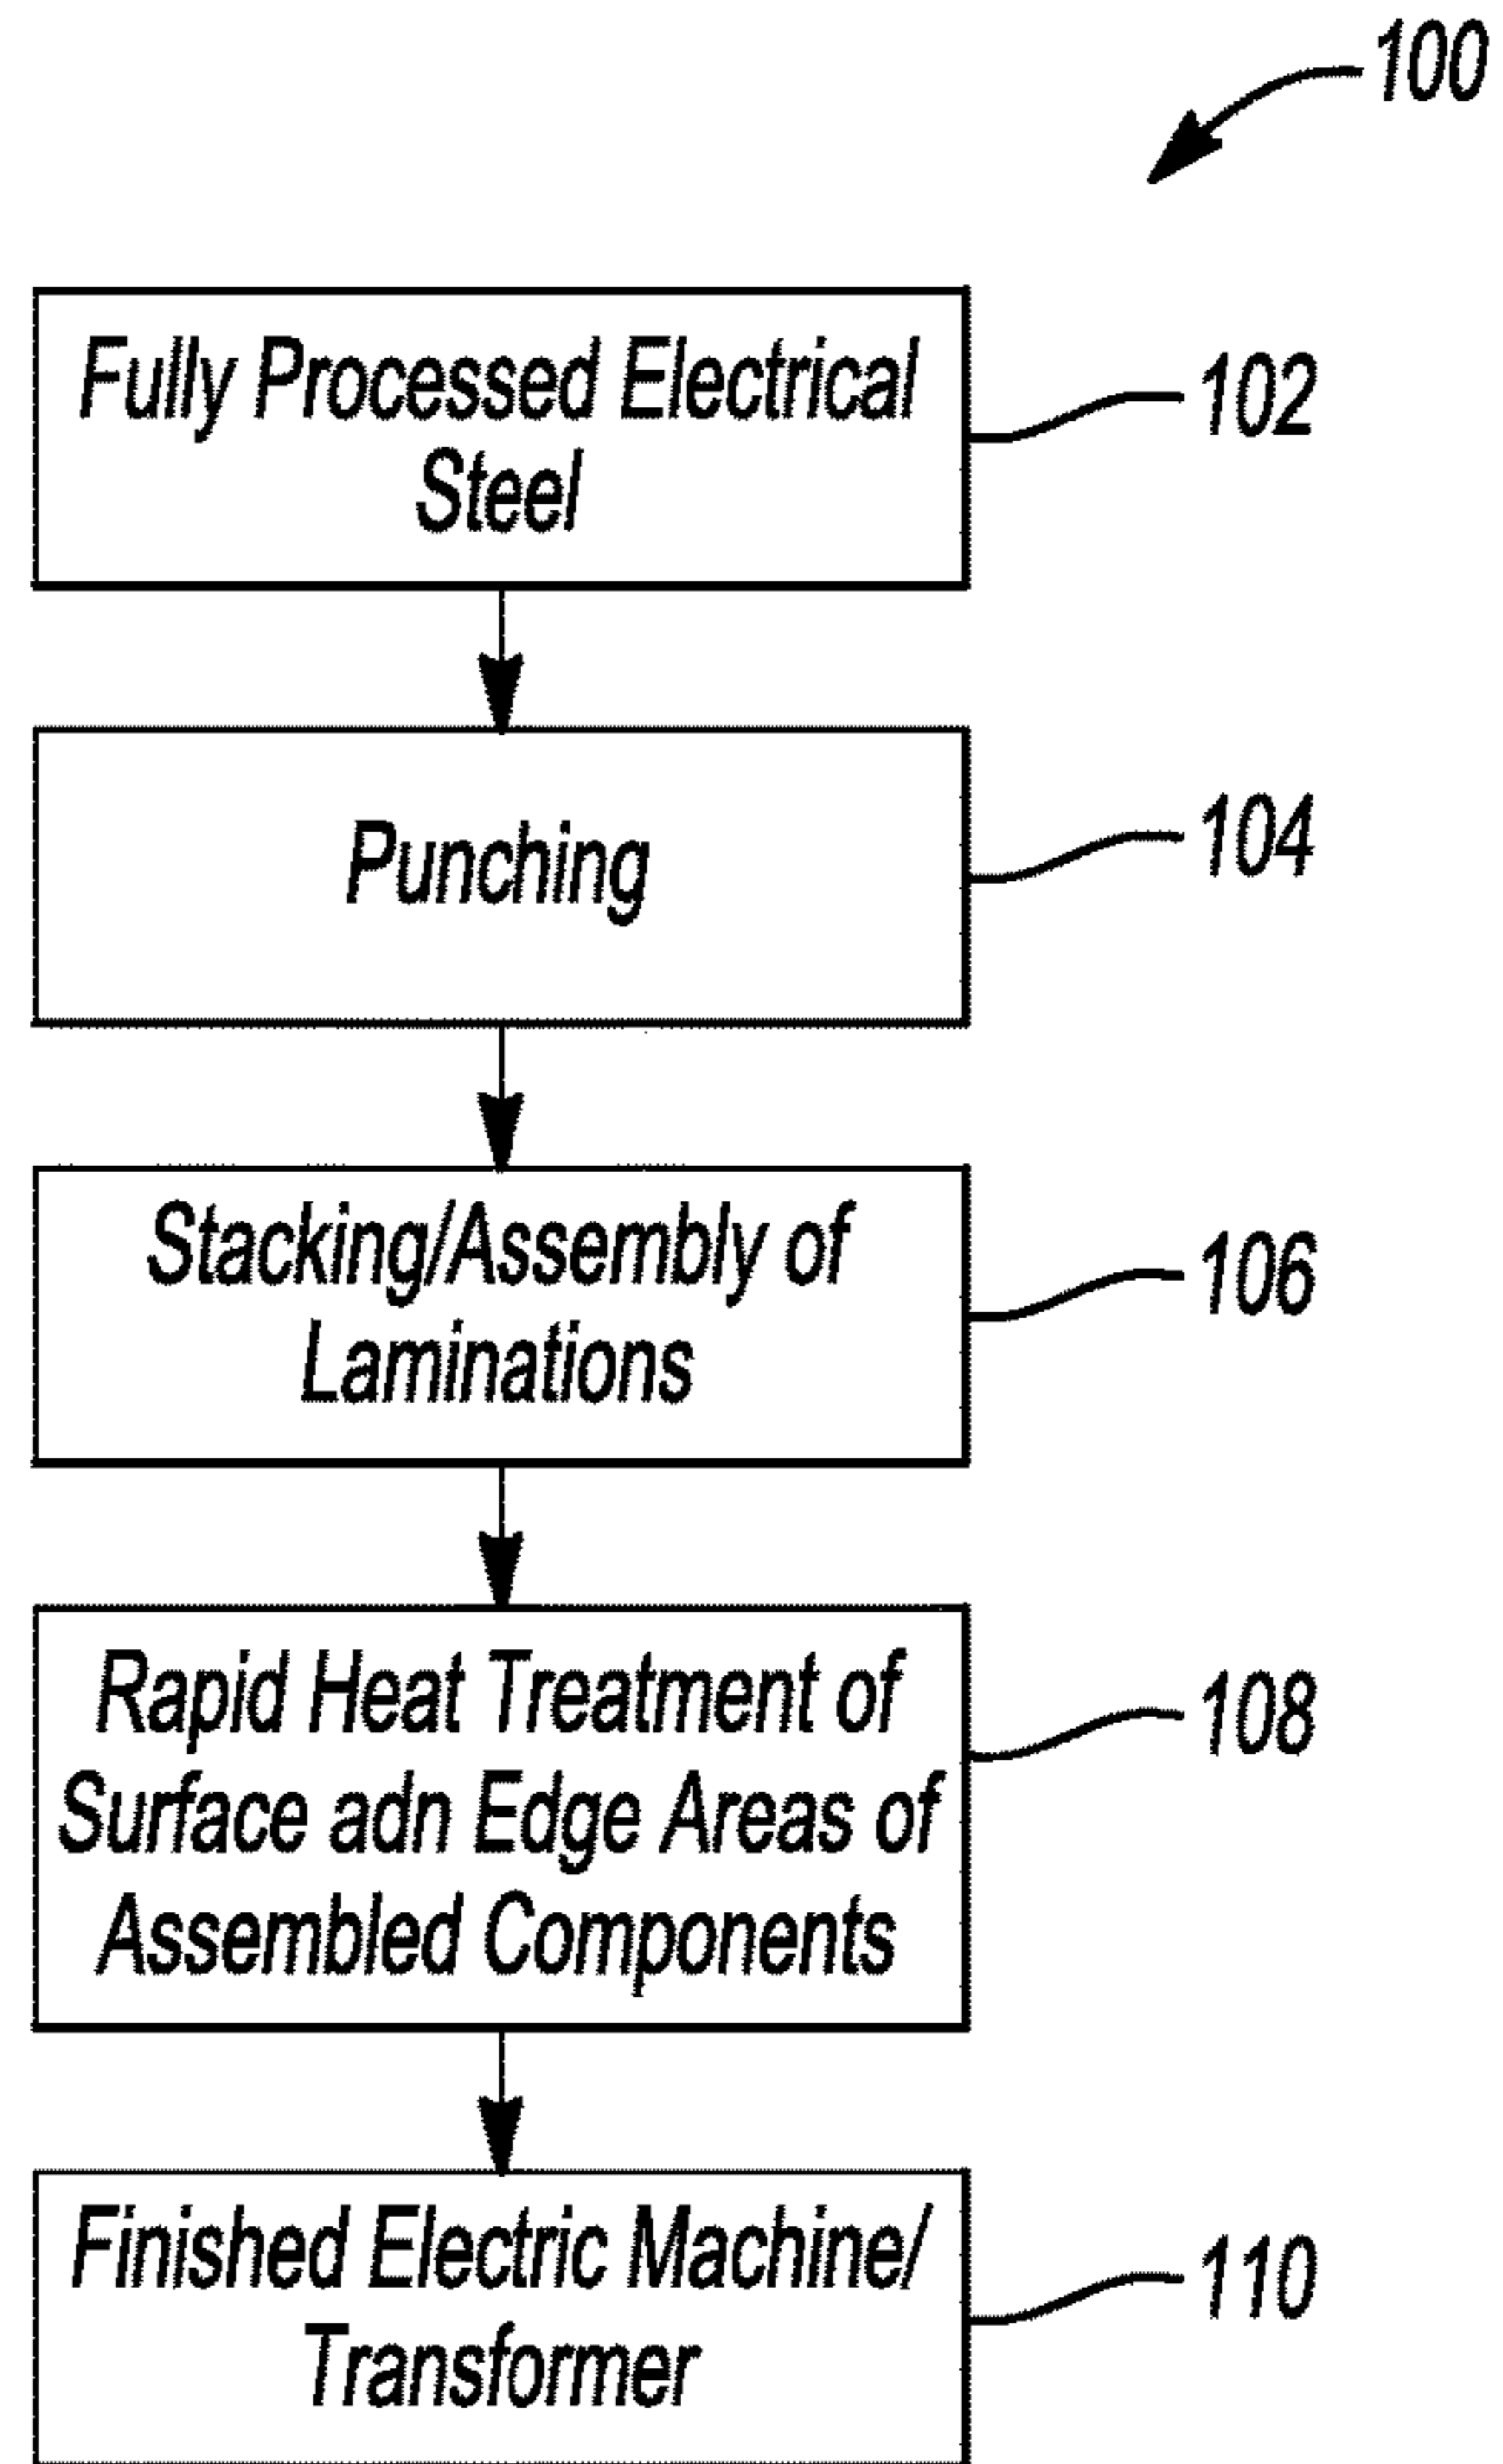 100
Fully Processed Electrical
Steel
102
Punching
104
Stacking/Assembly of
Laminations
106
Rapid Heat Treatment of
Surface adn Edge Areas of
Assembled Components
108
Finished Electric Machine/
Transformer
110